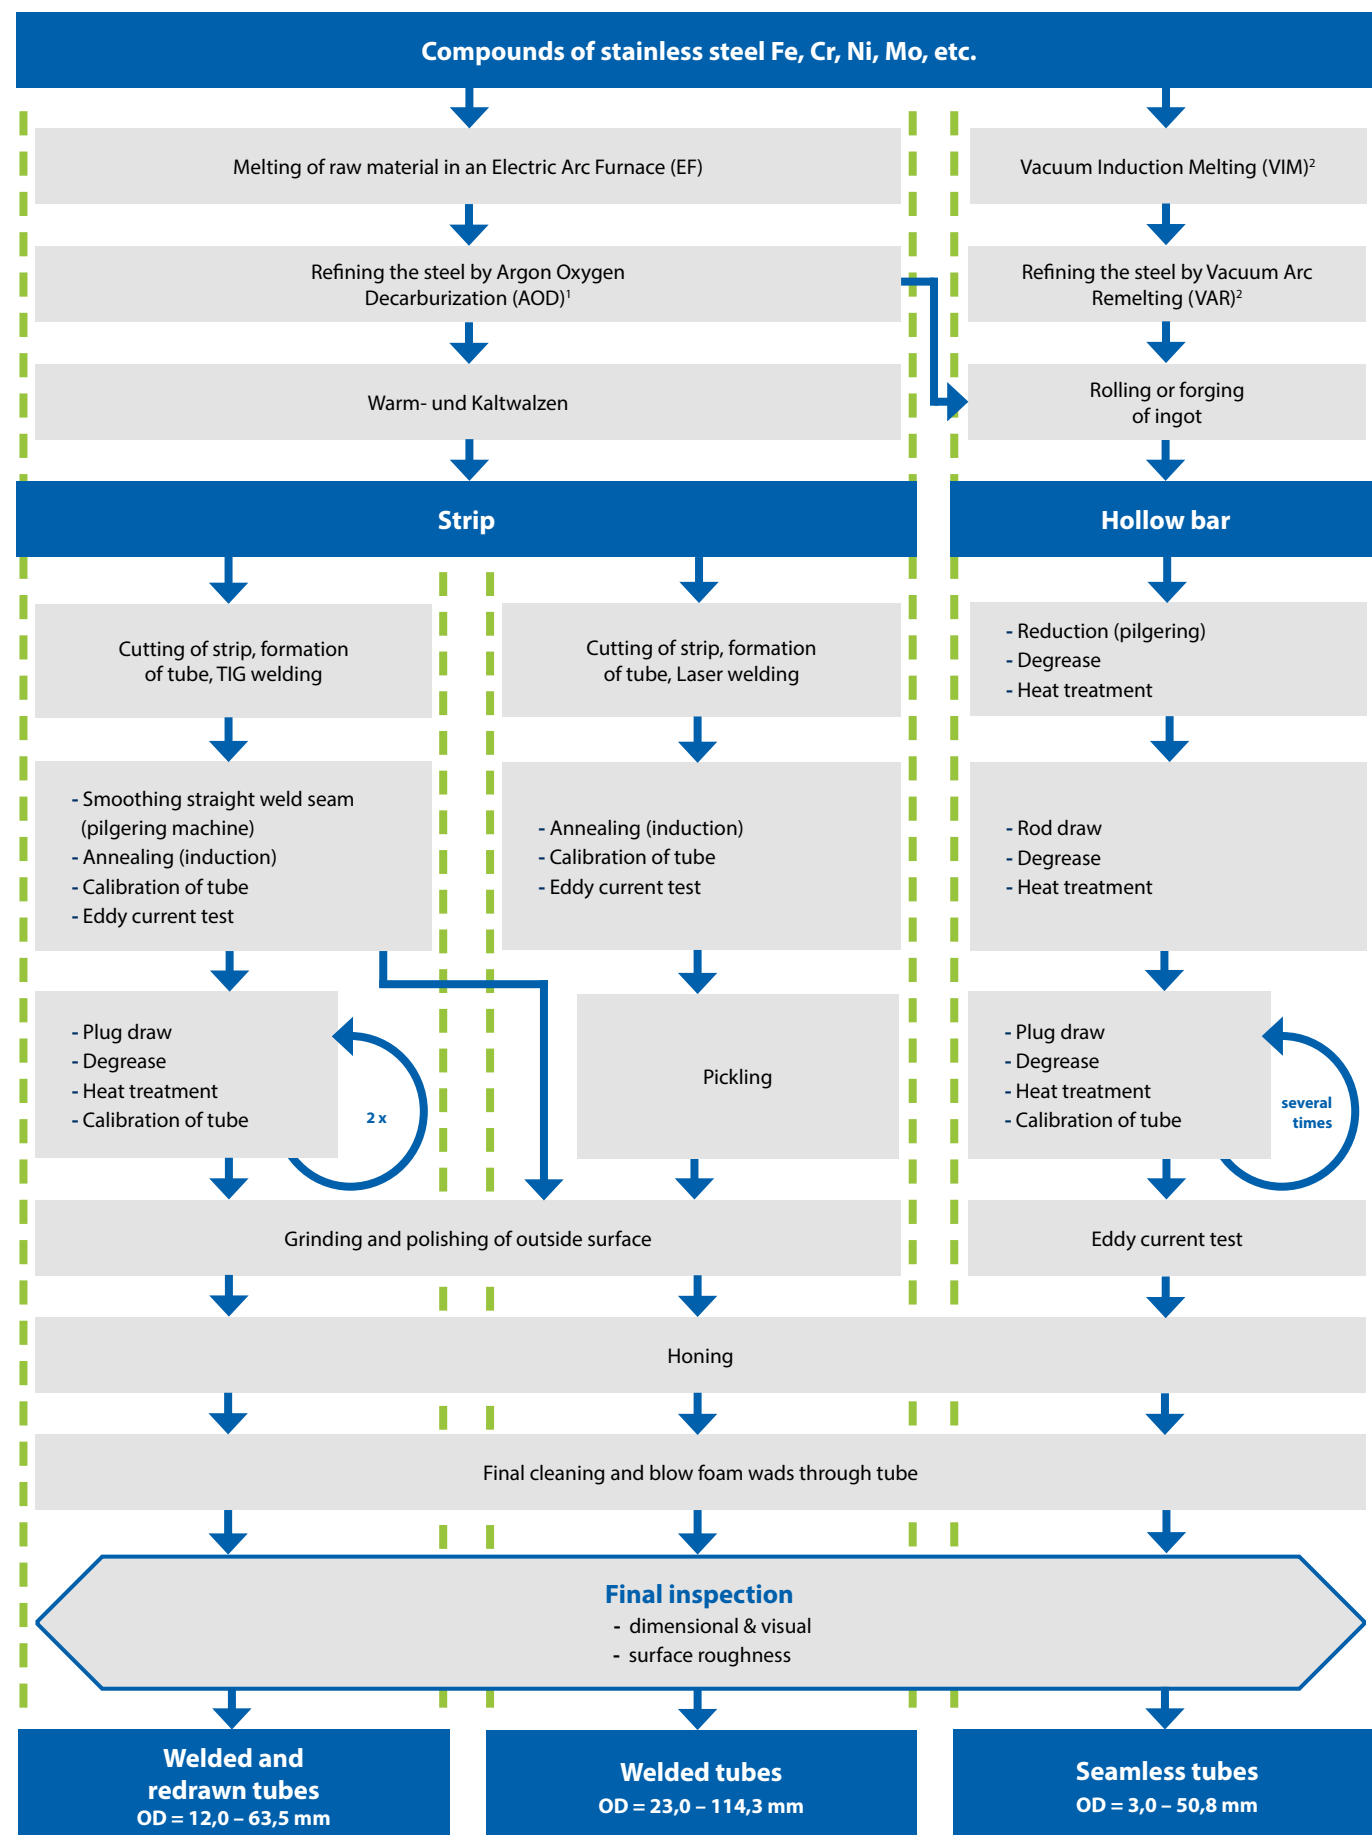 Compounds of stainless steel Fe, Cr, Ni, Mo, etc.
Melting of raw material in an Electric Arc Furnace (EF)
Vacuum Induction Melting (VIM)²
Refining the steel by Argon Oxygen
Decarburization (AOD)¹
Refining the steel by Vacuum Arc
Remelting (VAR)²
Warm- und Kaltwalzen
Rolling or forging
of ingot
Strip
Hollow bar
Cutting of strip, formation
of tube, TIG welding
Cutting of strip, formation
of tube, Laser welding
- Reduction (pilgering)
- Degrease
- Heat treatment
- Smoothing straight weld seam
(pilgering machine)
- Annealing (induction)
- Calibration of tube
- Eddy current test
- Annealing (induction)
- Calibration of tube
- Eddy current test
- Rod draw
- Degrease
- Heat treatment
- Plug draw
- Degrease
- Heat treatment
- Calibration of tube
2 x
Pickling
- Plug draw
- Degrease
- Heat treatment
- Calibration of tube
several
times
Grinding and polishing of outside surface
Eddy current test
Honing
Final cleaning and blow foam wads through tube
Final inspection
- dimensional & visual
- surface roughness
Welded and
redrawn tubes
OD = 12,0 – 63,5 mm
Welded tubes
OD = 23,0 – 114,3 mm
Seamless tubes
OD = 3,0 – 50,8 mm